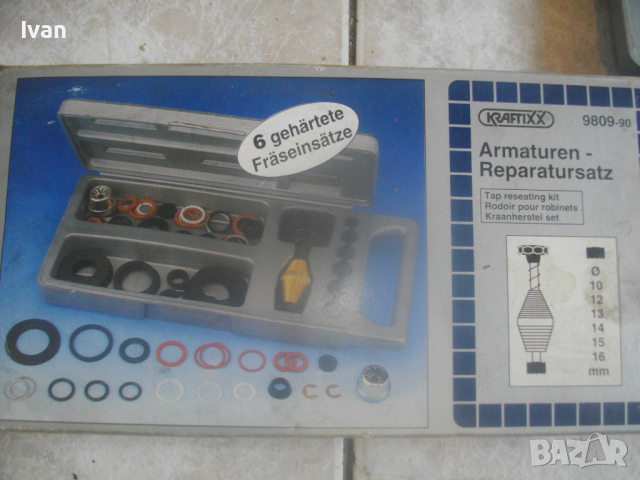 Ivan
6 gehärtete
Fräseinsätze
KRAFTIXX
9809-90
Armaturen -
Reparatursatz
Tap reseating kit
Rodoir pour robinets
Kraanherstel set
Ø
10
12
13
14
15
16
mm
BAZAR